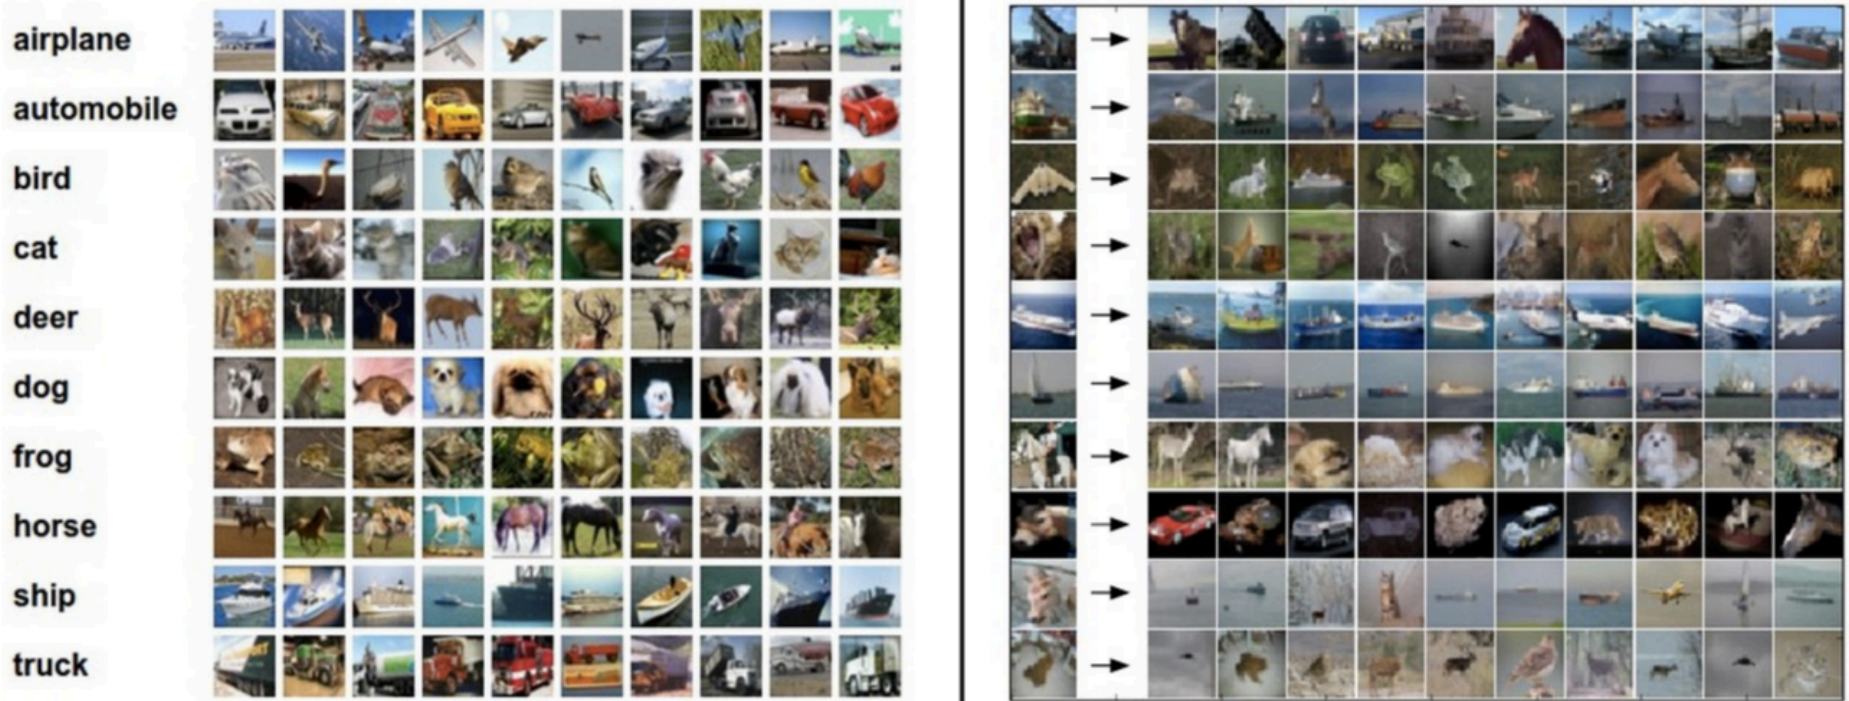 airplane
automobile
bird
cat
deer
dog
frog
horse
ship
truck